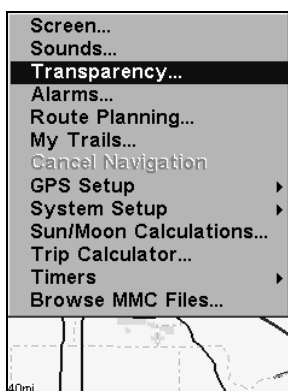 Screen...
Sounds...
Transparency...
Alarms...
Route Planning...
My Trails...
Cancel Navigation
GPS Setup
System Setup
Sun/Moon Calculations...
Trip Calculator...
Timers
Browse MMC Files...
40mi